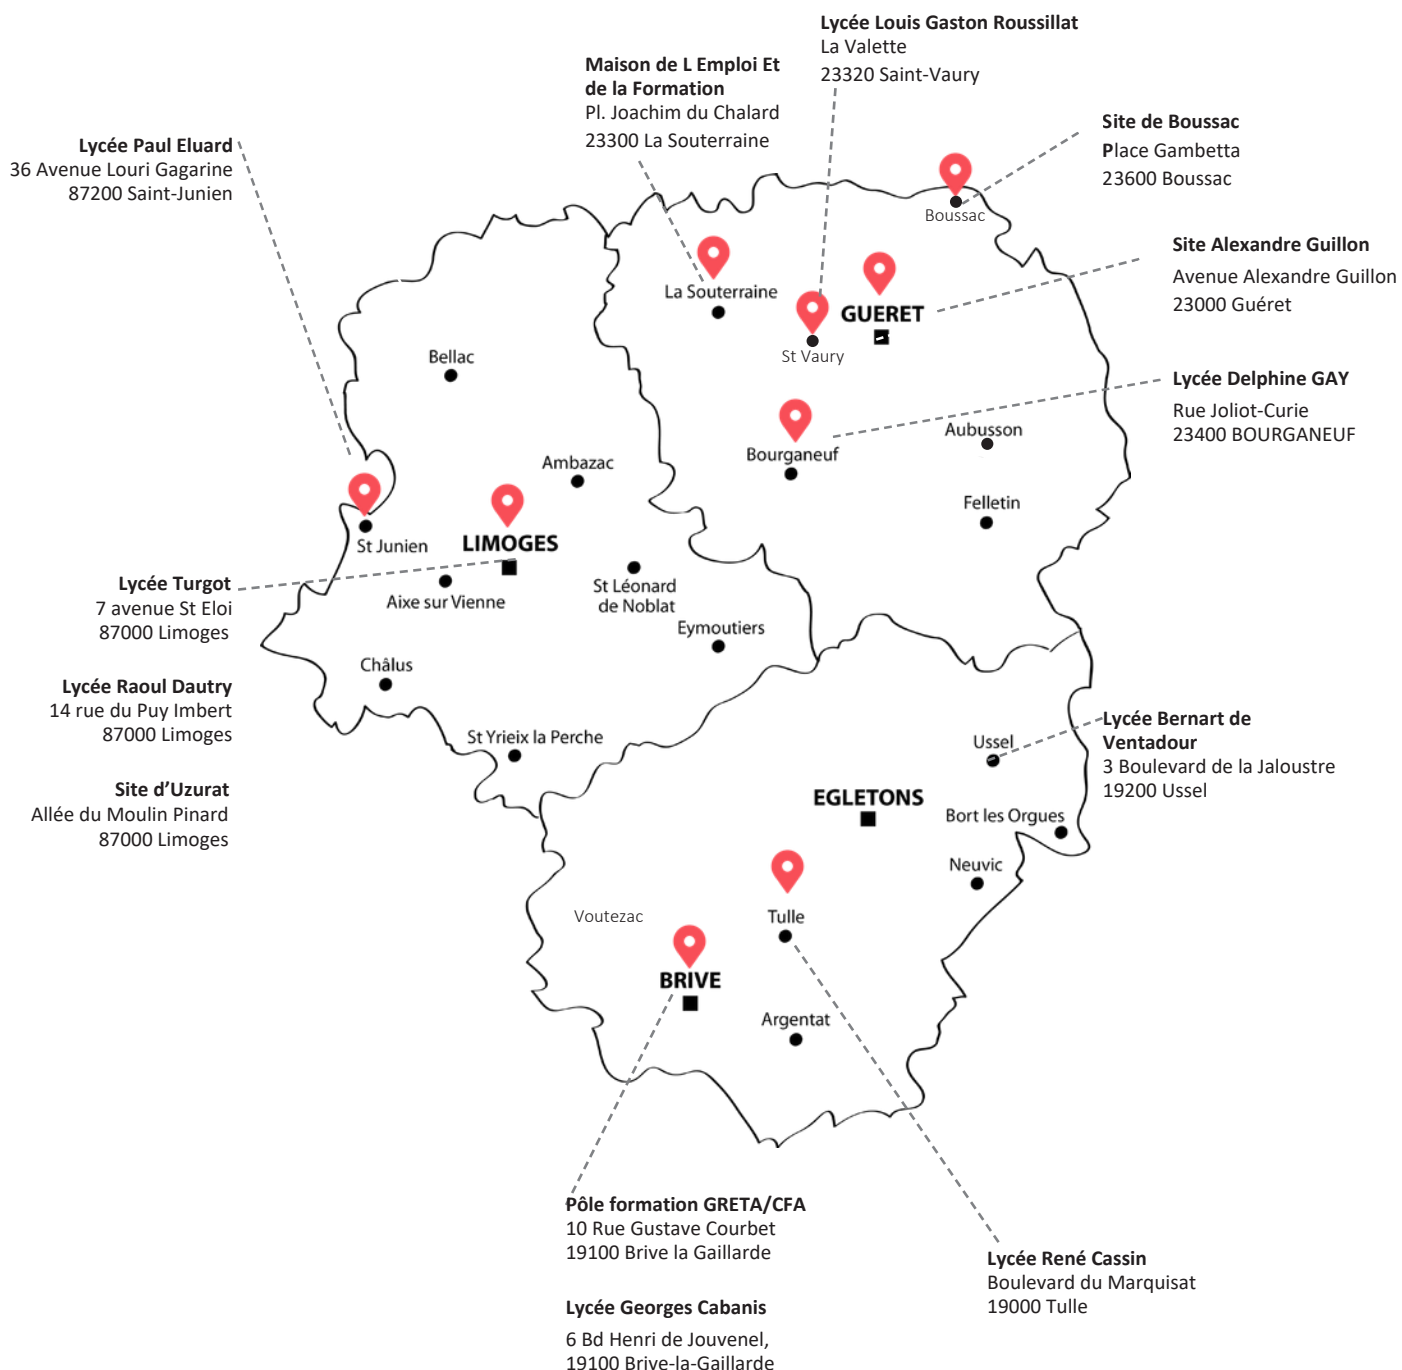 Lycée Louis Gaston Roussillat
La Valette
23320 Saint-Vaury
Maison de L Emploi Et
de la Formation
Pl. Joachim du Chalard
23300 La Souterraine
Site de Boussac
Place Gambetta
23600 Boussac
Lycée Paul Eluard
36 Avenue Louri Gagarine
87200 Saint-Junien
Boussac
Site Alexandre Guillon
Avenue Alexandre Guillon
23000 Guéret
La Souterraine
GUERET
St Vaury
Bellac
Lycée Delphine GAY
Rue Joliot-Curie
23400 BOURGANEUF
Aubusson
Bourganeuf
Ambazac
Felletin
St Junien
LIMOGES
Lycée Turgot
7 avenue St Eloi
87000 Limoges
Aixe sur Vienne
St Léonard
de Noblat
Eymoutiers
Châlus
Lycée Raoul Dautry
14 rue du Puy Imbert
87000 Limoges
St Yrieix la Perche
Ussel
Lycée Bernart de
Ventadour
3 Boulevard de la Jaloustre
19200 Ussel
Site d’Uzurat
Allée du Moulin Pinard
87000 Limoges
EGLETONS
Bort les Orgues
Neuvic
Voutezac
Tulle
BRIVE
Argentat
Pôle formation GRETA/CFA
10 Rue Gustave Courbet
19100 Brive la Gaillarde
Lycée René Cassin
Boulevard du Marquisat
19000 Tulle
Lycée Georges Cabanis
6 Bd Henri de Jouvenel,
19100 Brive-la-Gaillarde